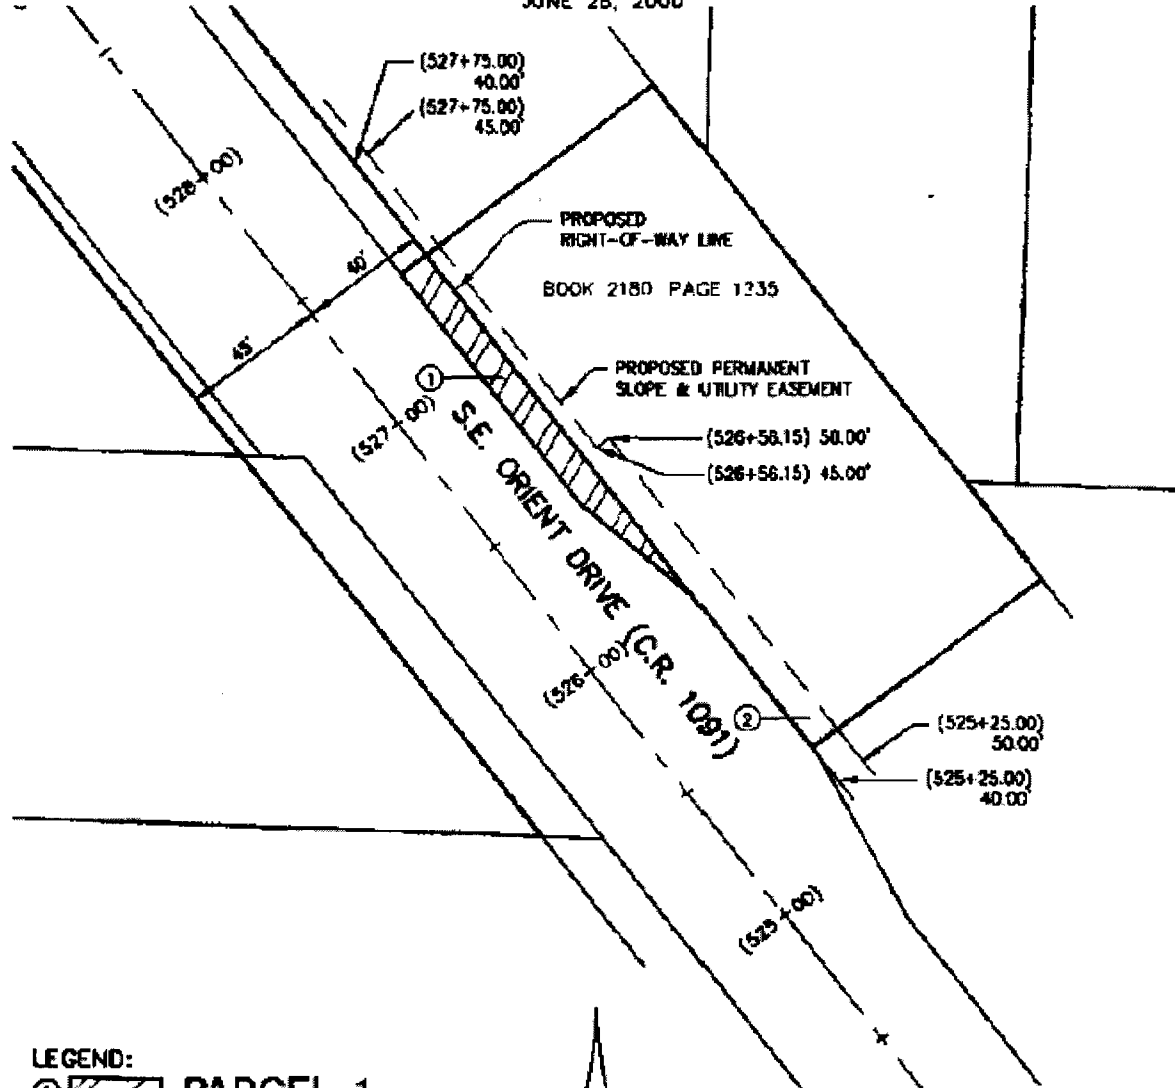 JUNE 28, 2000
(527+75.00)
40.00'
(527+75.00)
45.00'
(528+00)
PROPOSED
RIGHT-OF-WAY LINE
40'
BOOK 2180 PAGE 1235
45'
PROPOSED PERMANENT
SLOPE & UTILITY EASEMENT
1
(527+00)
(526+56.15) 50.00'
(526+56.15) 45.00'
S.E. ORIENT DRIVE (C.R. 1091)
(526+00)
2
(525+25.00)
50.00'
(525+25.00)
40.00'
(525+00)
LEGEND:
PARCEL 1